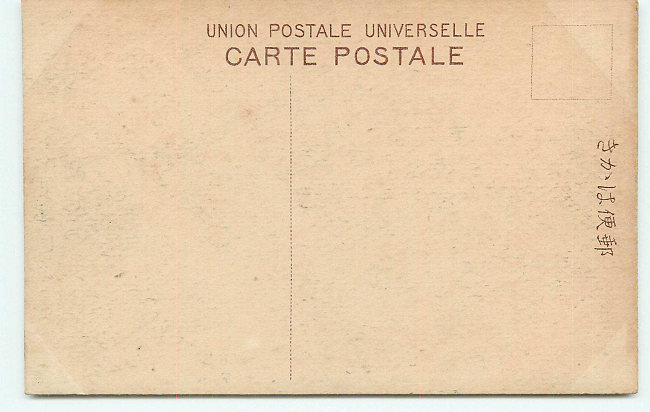 UNION POSTALE UNIVERSELLE
CARTE POSTALE
きかは便郵